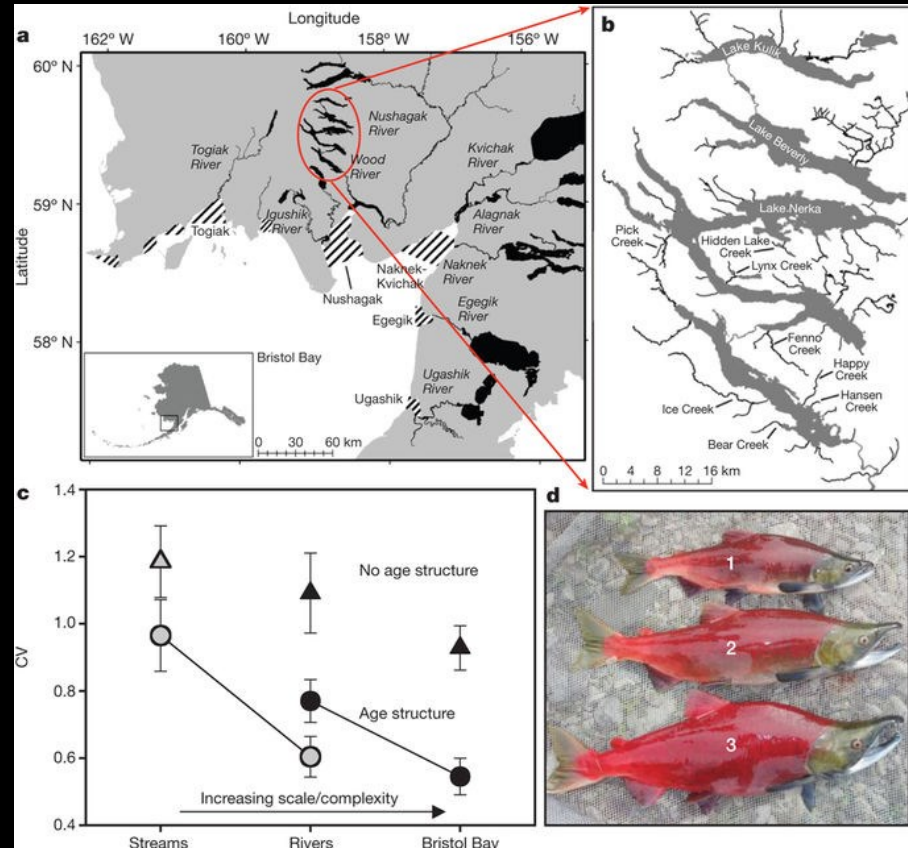 Longitude
a
162° W
160° W
158° W
156° W
60° N
59° N
58° N
Latitude
Togiak
River
Nushagak
River
Wood
River
Kvichak
River
Igushik
River
Alagnak
River
Togiak
Naknek-
Kvichak
Naknek
River
Nushagak
Egegik
River
Egegik
Ugashik
River
Ugashik
Bristol Bay
0 20 40 60 km
b
Lake Kulik
Lake Beverly
Lake Nerka
Pick
Creek
Hidden Lake
Creek
Lynx Creek
Fenno
Creek
Happy
Creek
Hansen
Creek
Ice Creek
Bear Creek
0 4 8 12 16 km
c
1.4
1.2
1.0
0.8
0.6
0.4
CV
No age structure
Age structure
Increasing scale/complexity
Streams
Rivers
Bristol Bay
d
1
2
3